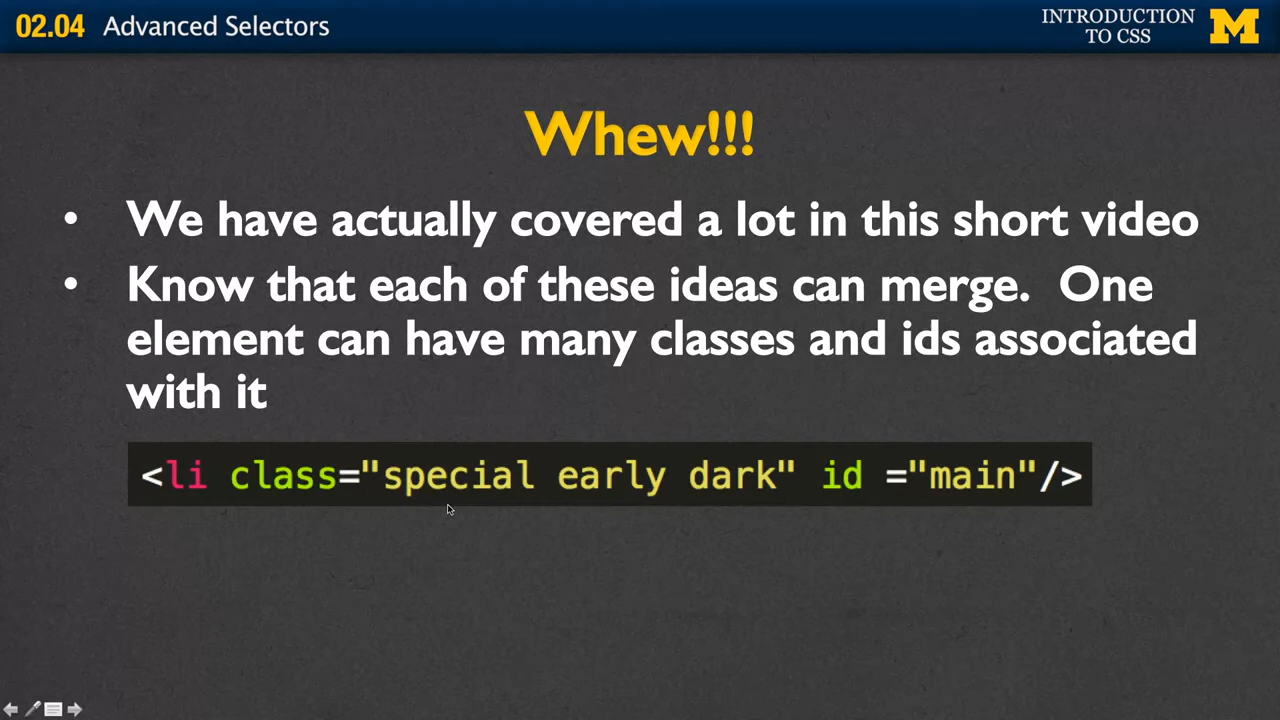 02.04 Advanced Selectors
INTRODUCTION
TO CSS
M
Whew!!!
• We have actually covered a lot in this short video
• Know that each of these ideas can merge.  One
element can have many classes and ids associated
with it
<li class="special early dark" id ="main"/>